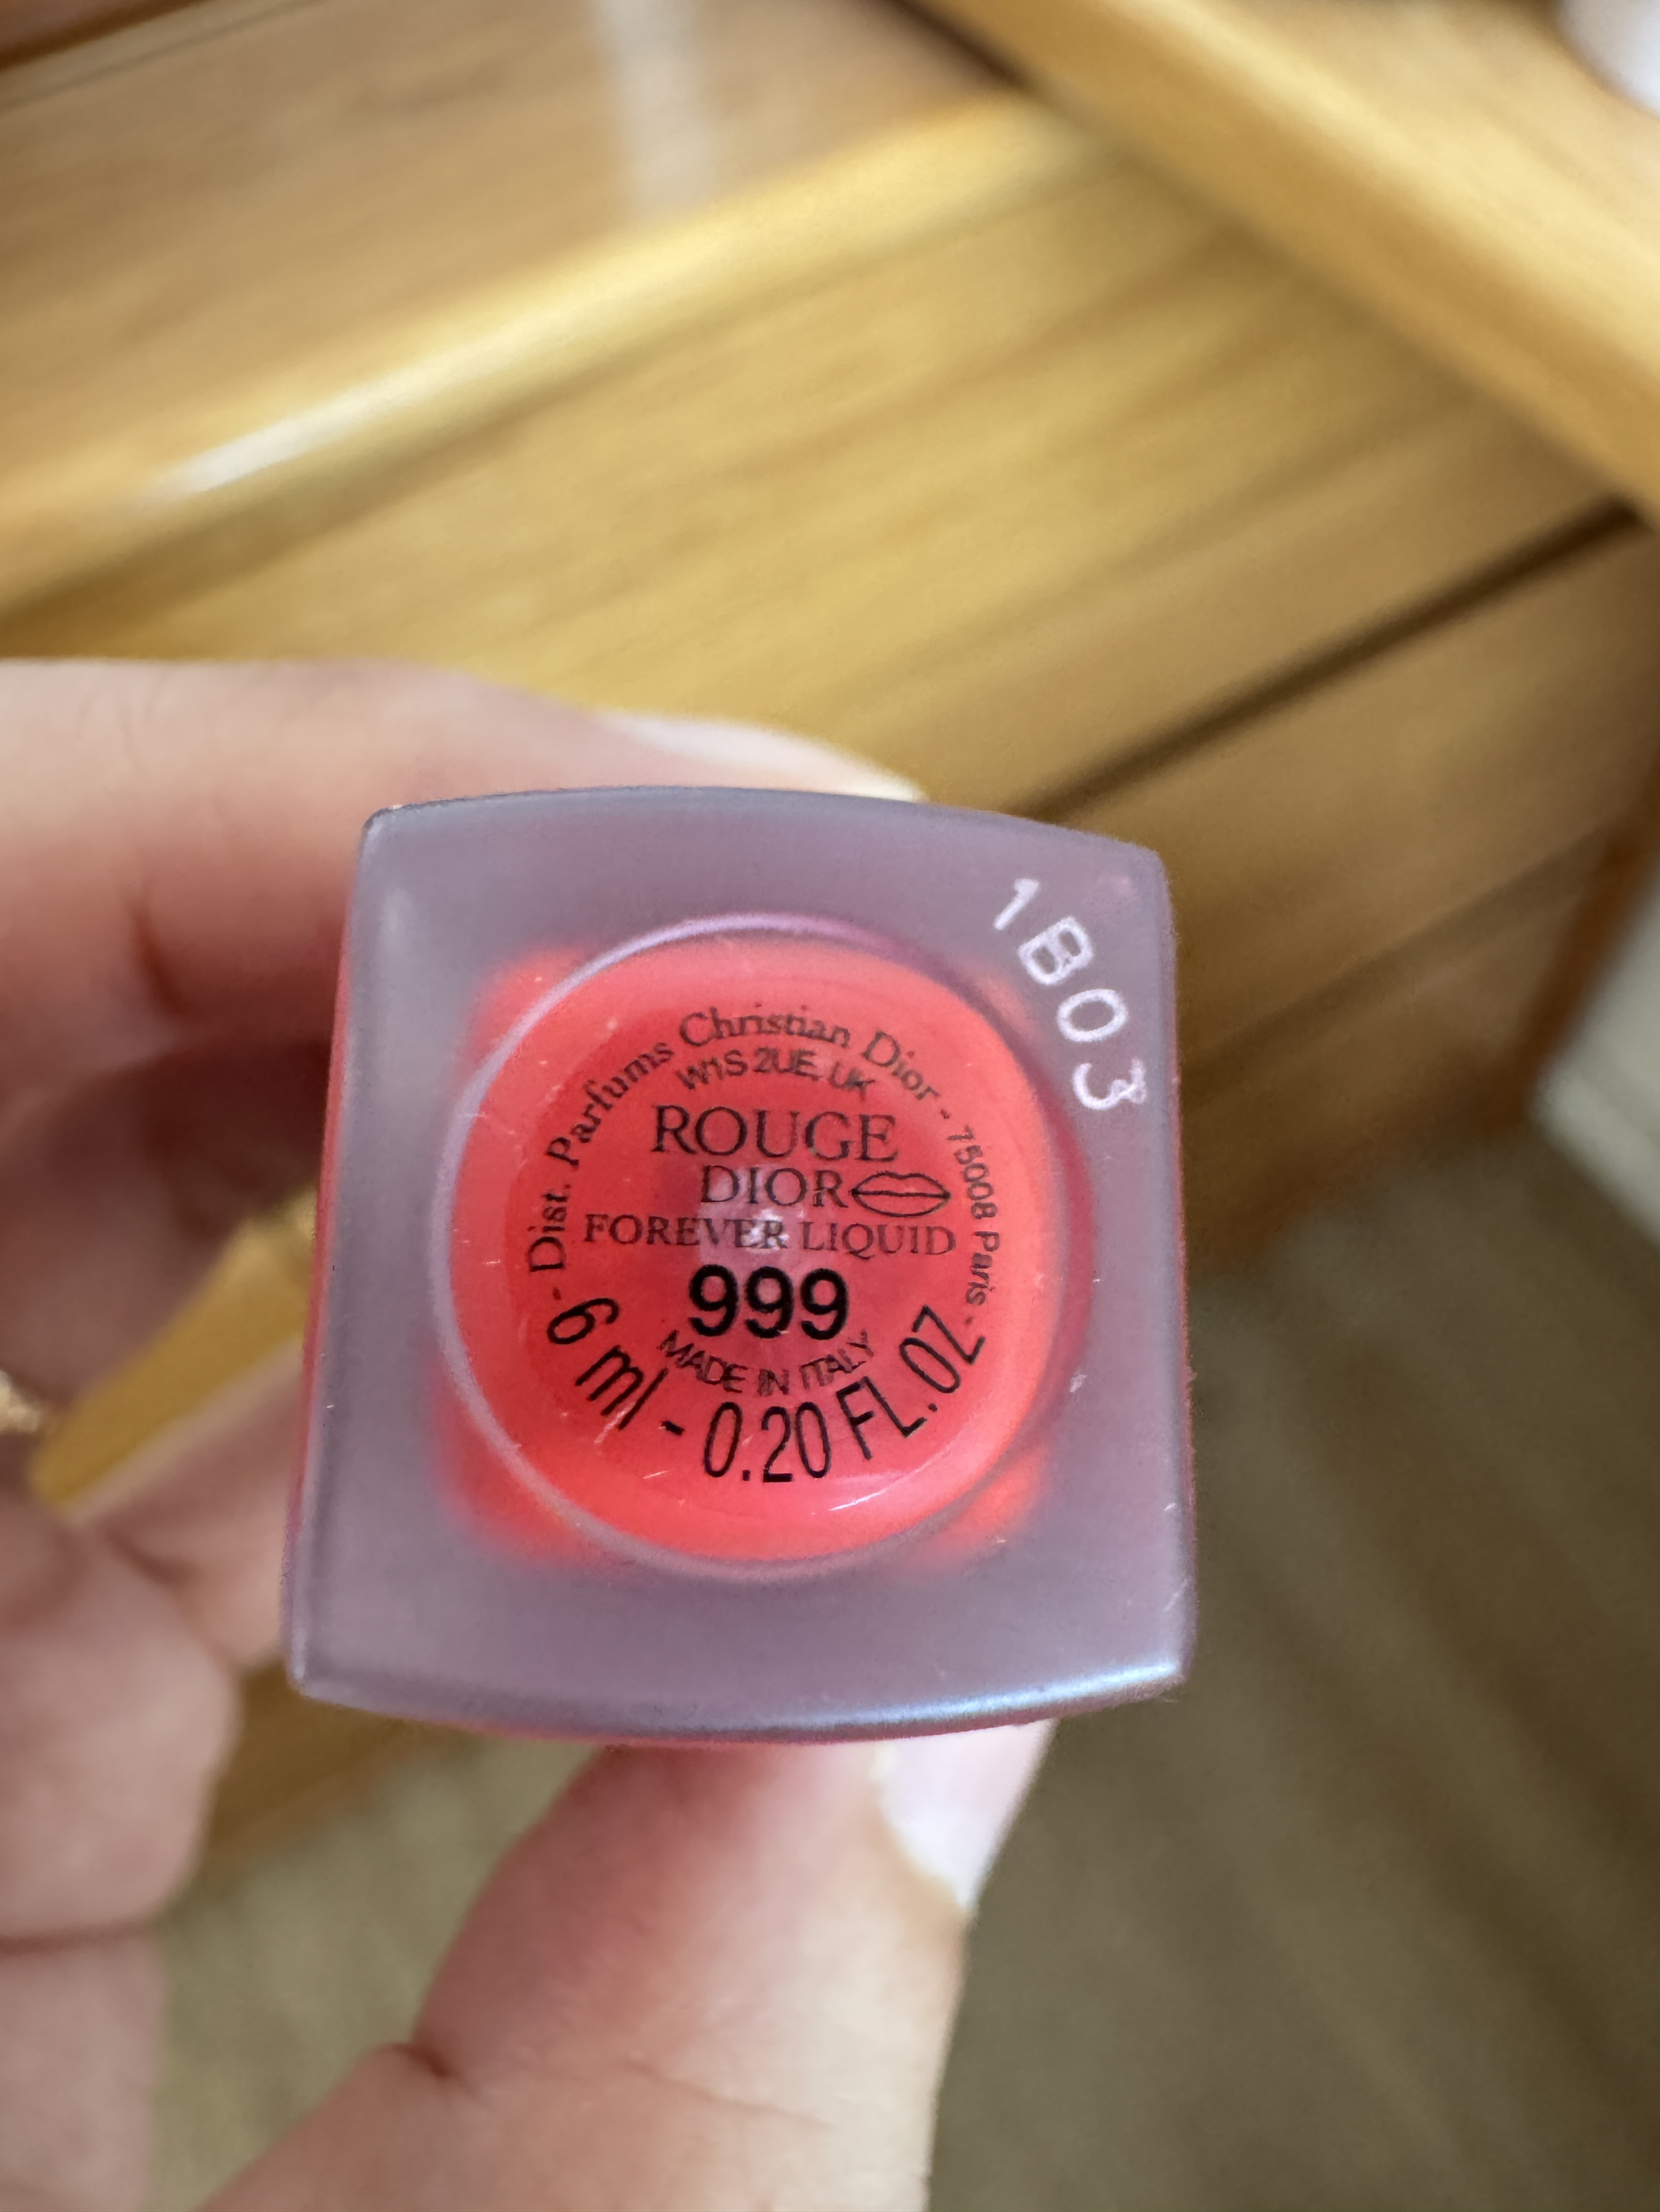 1B03
- Dist. Parfums Christian Dior - 75008 Paris -
W1S 2UE, UK
ROUGE
DIOR
FOREVER LIQUID
999
MADE IN ITALY
6 ml - 0.20 FL.OZ